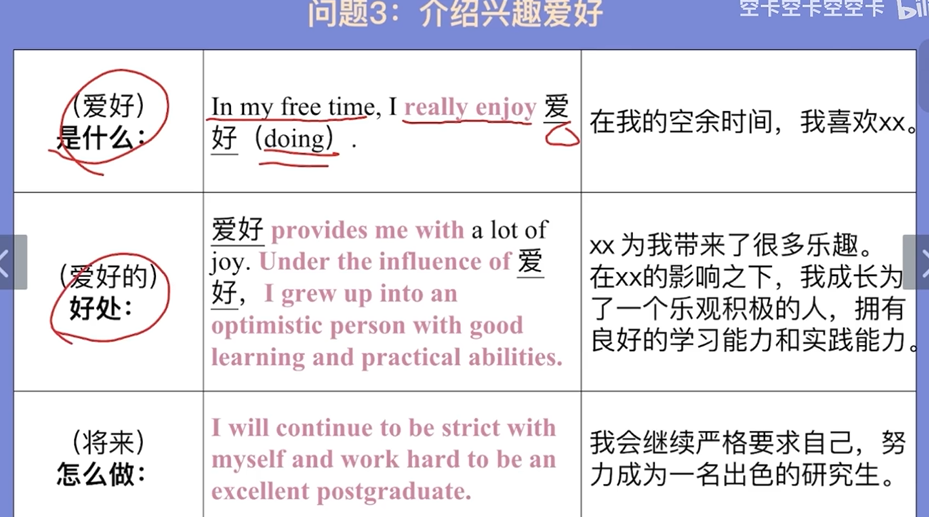 问题3：介绍兴趣爱好
空卡空卡空空卡 bili
（爱好）
是什么：
In my free time, I really enjoy 爱
好（doing）.
在我的空余时间，我喜欢xx。
（爱好的）
好处：
爱好 provides me with a lot of
joy. Under the influence of 爱
好， I grew up into an
optimistic person with good
learning and practical abilities.
xx 为我带来了很多乐趣。
在xx的影响之下，我成长为
了一个乐观积极的人，拥有
良好的学习能力和实践能力。
（将来）
怎么做：
I will continue to be strict with
myself and work hard to be an
excellent postgraduate.
我会继续严格要求自己，努
力成为一名出色的研究生。